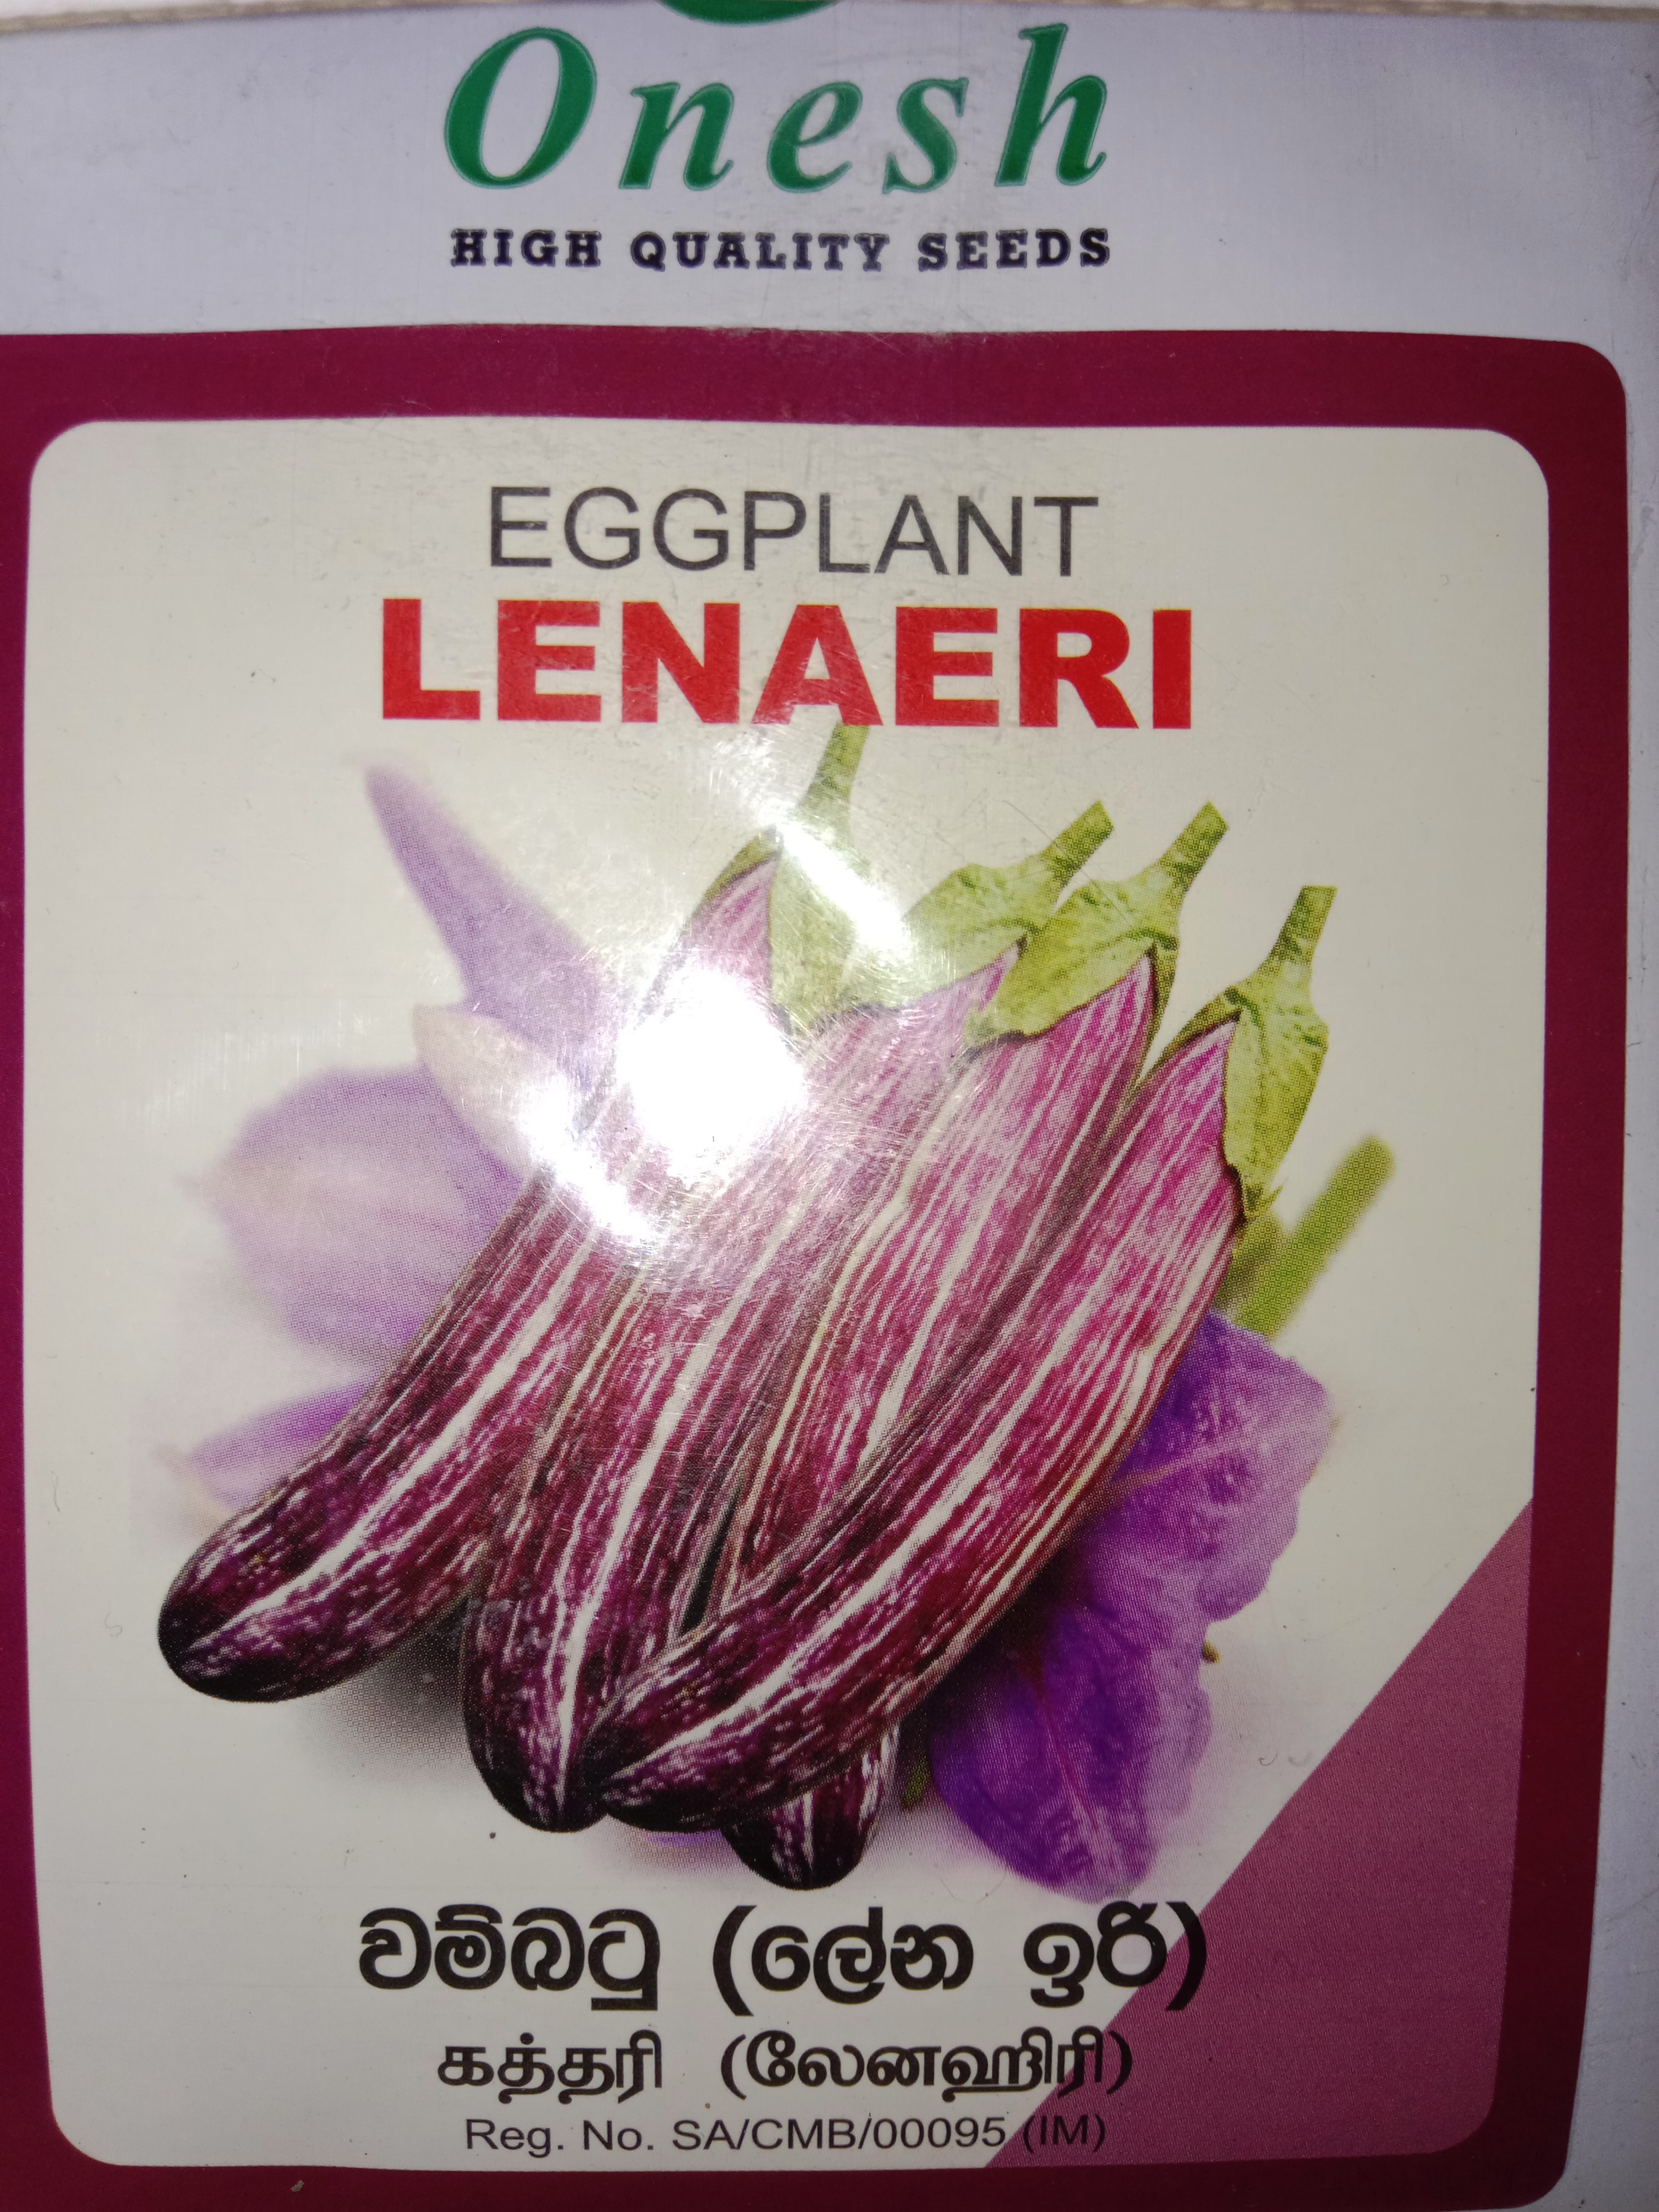 Onesh
HIGH QUALITY SEEDS
EGGPLANT
LENAERI
වම්බටු (ලේන ඉරි)
கத்தரி (லேனஹிரி)
Reg. No. SA/CMB/00095 (IM)